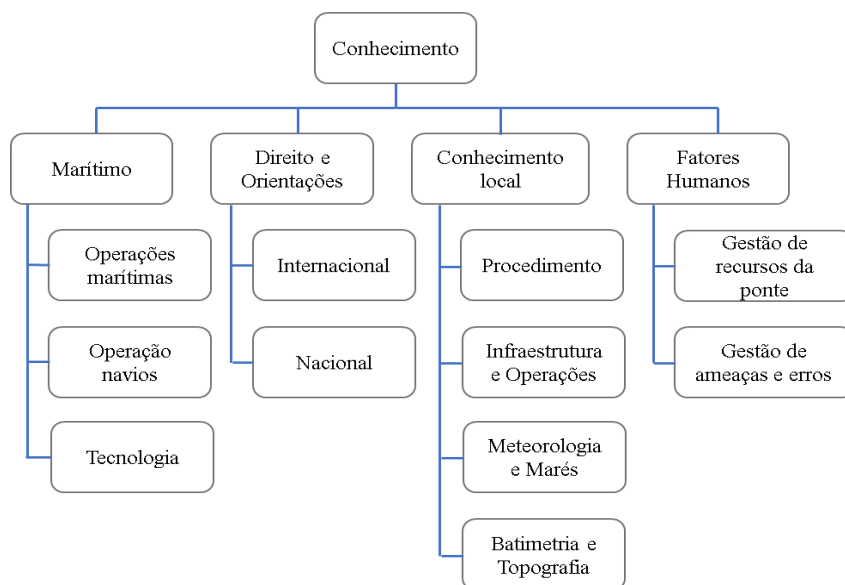 Conhecimento
Marítimo
Operações
marítimas
Operação
navios
Tecnologia
Direito e
Orientações
Internacional
Nacional
Conhecimento
local
Procedimento
Infraestrutura
e Operações
Meteorologia
e Marés
Batimetria e
Topografia
Fatores
Humanos
Gestão de
recursos da
ponte
Gestão de
ameaças e erros